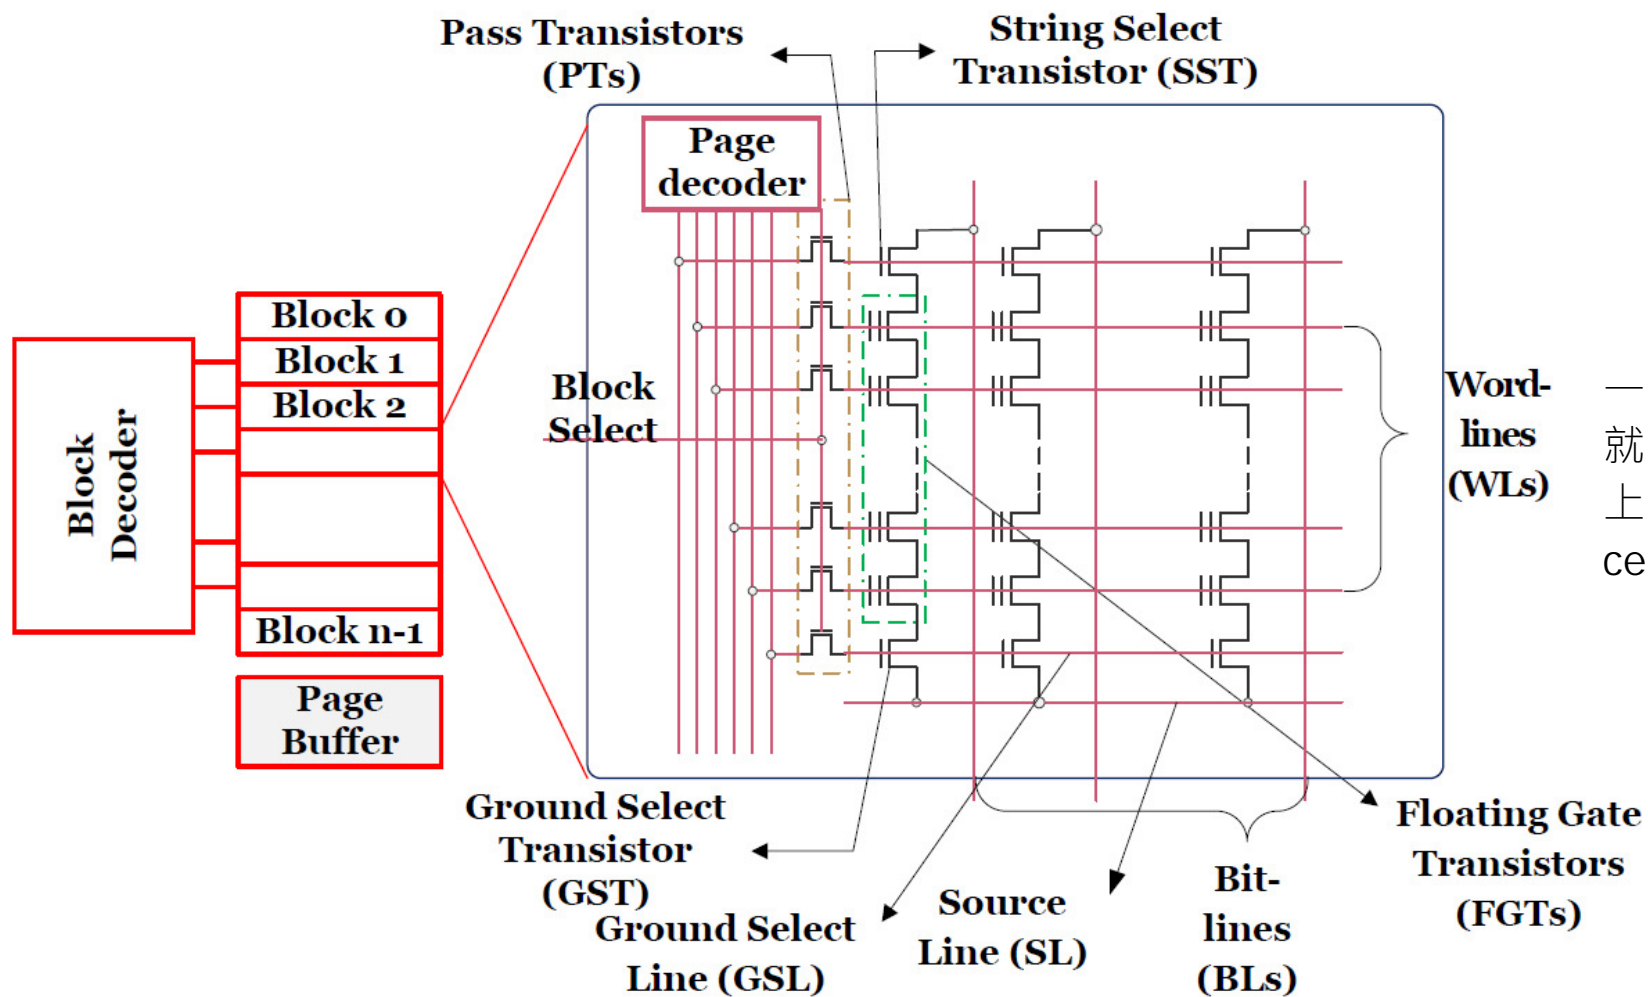 Pass Transistors
(PTs)
String Select
Transistor (SST)
Page
decoder
Block 0
Block 1
Block 2
Block n-1
Block
Decoder
Page
Buffer
Block
Select
Word-
lines
(WLs)
一
就
上
ce
Ground Select
Transistor
(GST)
Ground Select
Line (GSL)
Source
Line (SL)
Bit-
lines
(BLs)
Floating Gate
Transistors
(FGTs)